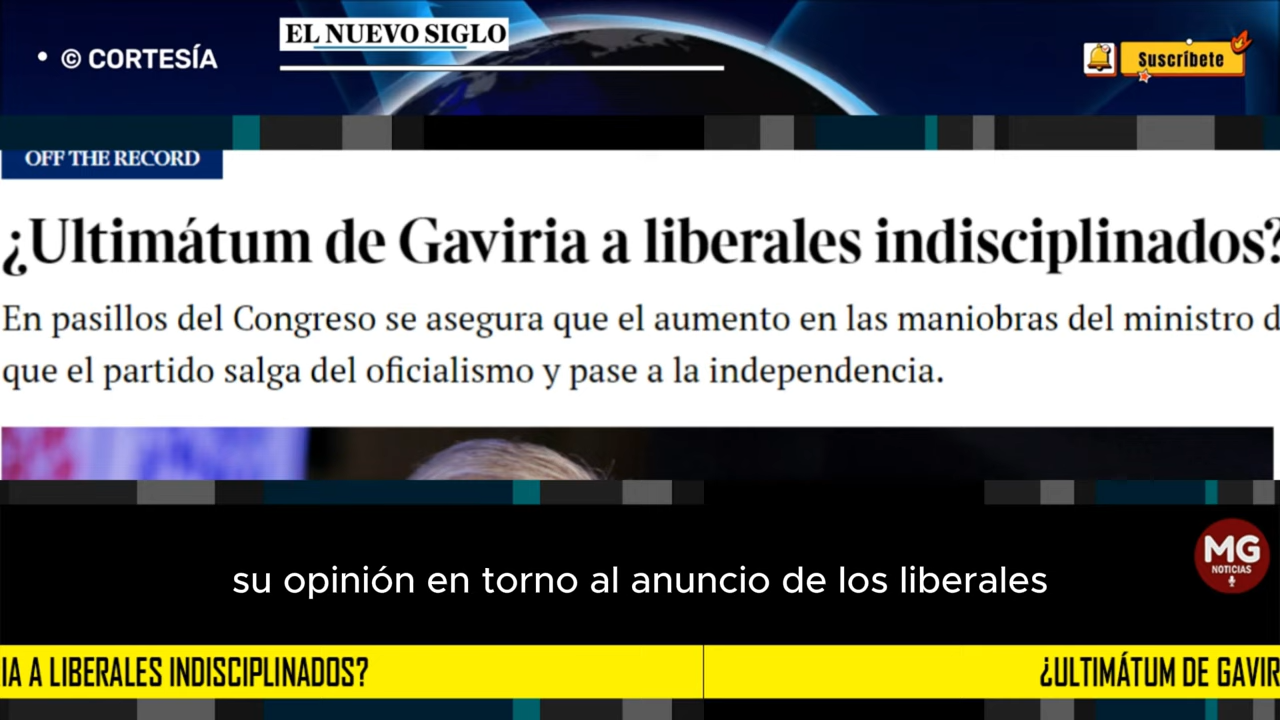 • © CORTESÍA
EL NUEVO SIGLO
Suscríbete
OFF THE RECORD
¿Ultimátum de Gaviria a liberales indisciplinados?
En pasillos del Congreso se asegura que el aumento en las maniobras del ministro d
que el partido salga del oficialismo y pase a la independencia.
MG
NOTICIAS
su opinión en torno al anuncio de los liberales
IA A LIBERALES INDISCIPLINADOS?
¿ULTIMÁTUM DE GAVIR